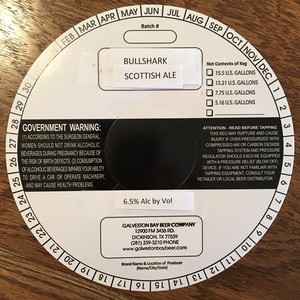 JAN FEB MAR APR MAY JUN JUL AUG SEP OCT NOV DEC
Batch #
BULLSHARK
SCOTTISH ALE
Net Contents of Keg
15.5 U.S. GALLONS
13.21 U.S. GALLONS
7.75 U.S. GALLONS
5.16 U.S. GALLONS
GOVERNMENT WARNING:
(1) ACCORDING TO THE SURGEON GENERAL
WOMEN SHOULD NOT DRINK ALCOHOLIC
BEVERAGES DURING PREGNANCY BECAUSE OF
THE RISK OF BIRTH DEFECTS. (2) CONSUMPTION
OF ALCOHOLIC BEVERAGES IMPAIRS YOUR ABILITY
TO DRIVE A CAR OR OPERATE MACHINERY,
AND MAY CAUSE HEALTH PROBLEMS.
ATTENTION - READ BEFORE TAPPING
THIS KEG MAY RUPTURE AND CAUSE
INJURY. IF ATTACHED TO UNREGULATED
COMPRESSED AIR OR CARBON DIOXIDE
TAPPING SYSTEM AND PRESSURE
REGULATOR SHOULD EACH BE EQUIPPED
WITH A PRESSURE RELIEF (BLOW OFF)
DEVICE. IF YOU ARE NOT FAMILIAR WITH
TAPPING EQUIPMENT, CONSULT YOUR
RETAILER OR LOCAL BEER DISTRIBUTOR.
6.5% Alc by Vol
GALVESTON BAY BEER COMPANY
12900 FM 3436 RD.
DICKINSON, TX 77539
(281) 339-3210 PHONE
www.galvestonbaybeer.com
Brand Name & Location of Producer
(Name/City/State)